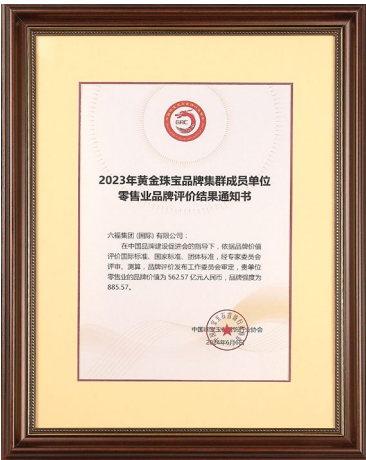 GAC
2023年黄金珠宝品牌集群成员单位
零售业品牌评价结果通知书
六福集团(国际)有限公司：
在中国品牌建设促进会的指导下，依据品牌价值
评价国际标准、国家标准、团体标准，经专家委员会
评审、测算，品牌评价发布工作委员会审定，贵单位
零售业的品牌价值为 562.57 亿元人民币，品牌强度为
885.57。